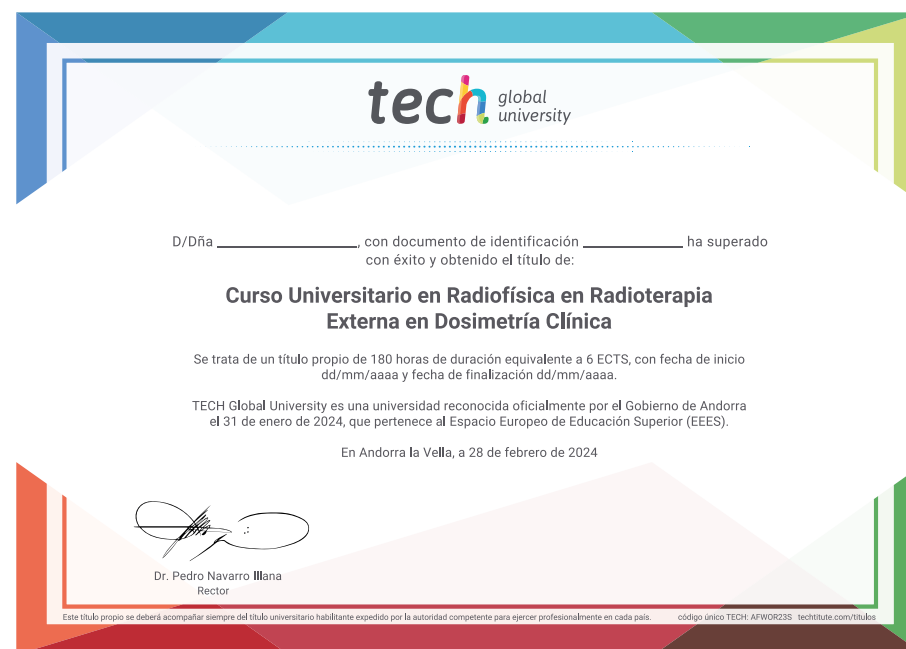 tech global
university
D/Dña ____________________, con documento de identificación ______________ ha superado
con éxito y obtenido el título de:
Curso Universitario en Radiofísica en Radioterapia
Externa en Dosimetría Clínica
Se trata de un título propio de 180 horas de duración equivalente a 6 ECTS, con fecha de inicio
dd/mm/aaaa y fecha de finalización dd/mm/aaaa.
TECH Global University es una universidad reconocida oficialmente por el Gobierno de Andorra
el 31 de enero de 2024, que pertenece al Espacio Europeo de Educación Superior (EEES).
En Andorra la Vella, a 28 de febrero de 2024
Dr. Pedro Navarro Illana
Rector
Este título propio se deberá acompañar siempre del título universitario habilitante expedido por la autoridad competente para ejercer profesionalmente en cada país. código único TECH: AFWOR23S techtitute.com/titulos